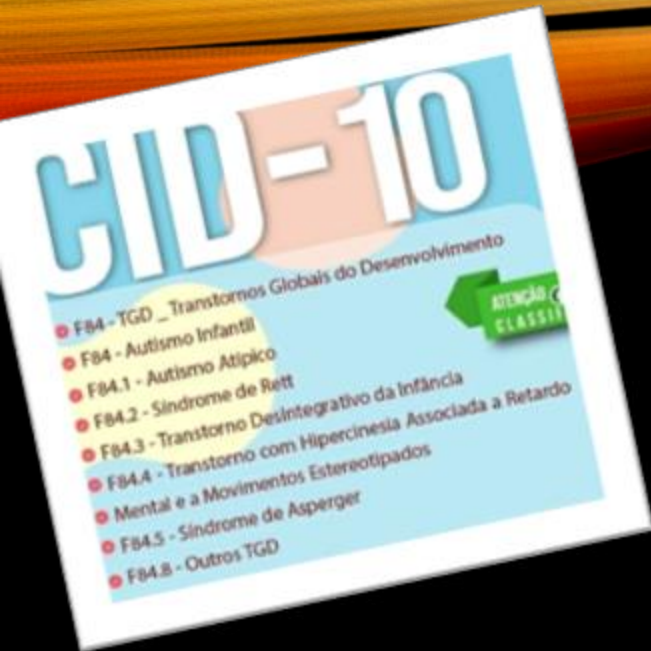 CID-10
F84 - TGD _ Transtornos Globais do Desenvolvimento
F84 - Autismo Infantil
F84.1 - Autismo Atípico
F84.2 - Síndrome de Rett
F84.3 - Transtorno Desintegrativo da Infância
F84.4 - Transtorno com Hipercinesia Associada a Retardo
Mental e a Movimentos Estereotipados
F84.5 - Síndrome de Asperger
F84.8 - Outros TGD
ATENÇÃO